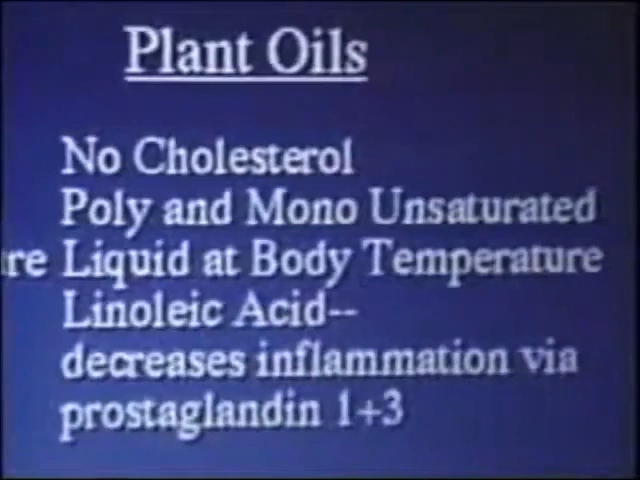 Plant Oils
No Cholesterol
Poly and Mono Unsaturated
re Liquid at Body Temperature
Linoleic Acid--
decreases inflammation via
prostaglandin 1+3